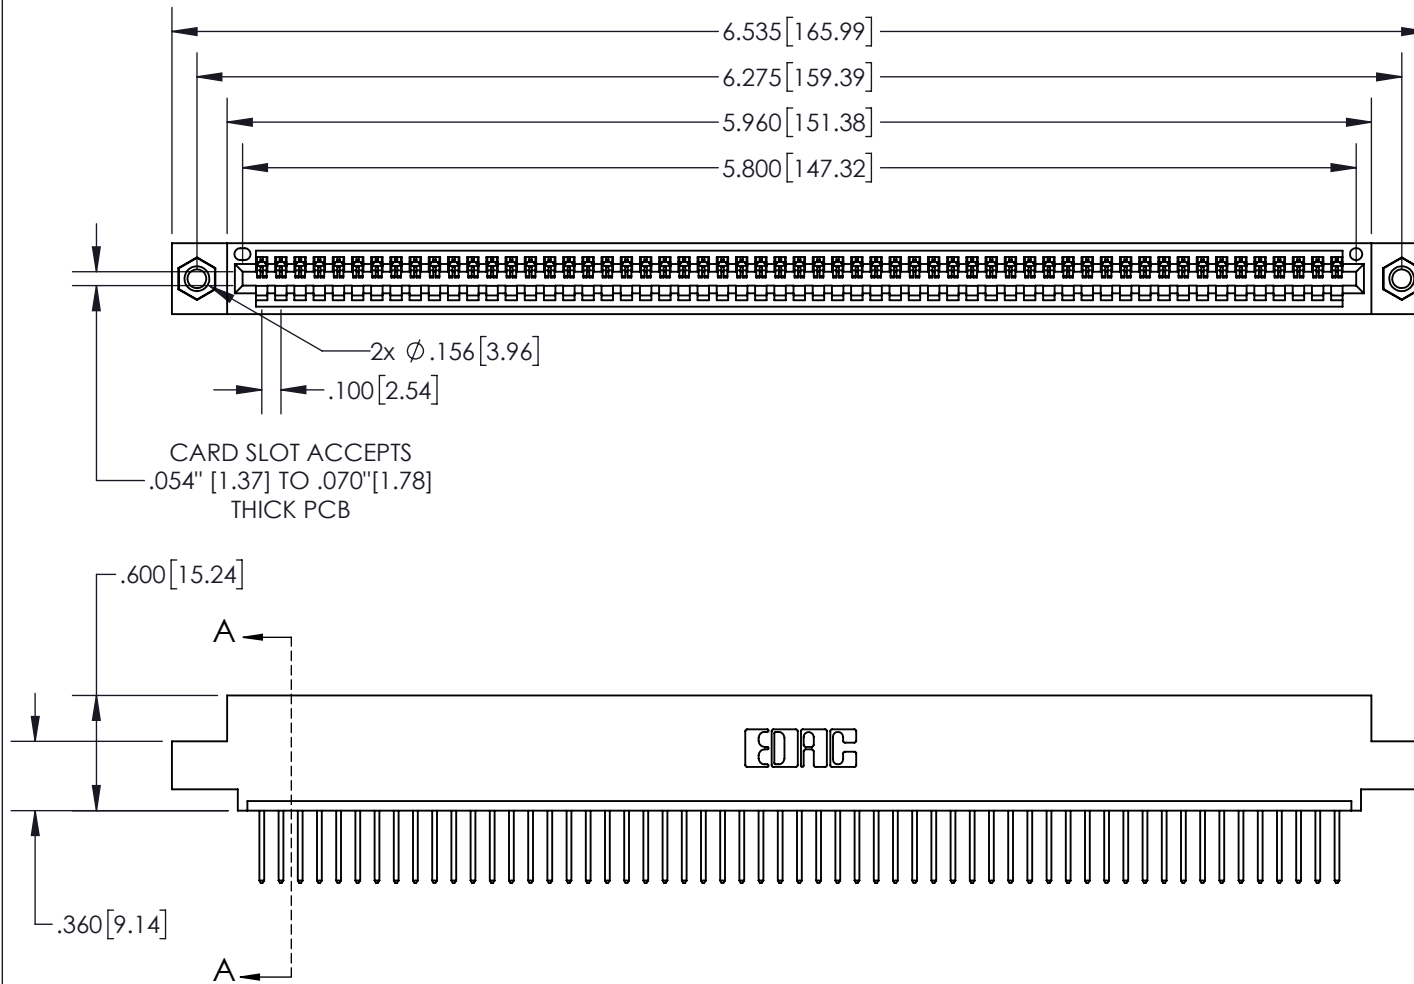 6.535[165.99]
6.275[159.39]
5.960[151.38]
5.800[147.32]
2x Ø.156[3.96]
.100[2.54]
CARD SLOT ACCEPTS
.054" [1.37] TO .070"[1.78]
THICK PCB
.600[15.24]
A
EDAC
.360[9.14]
A